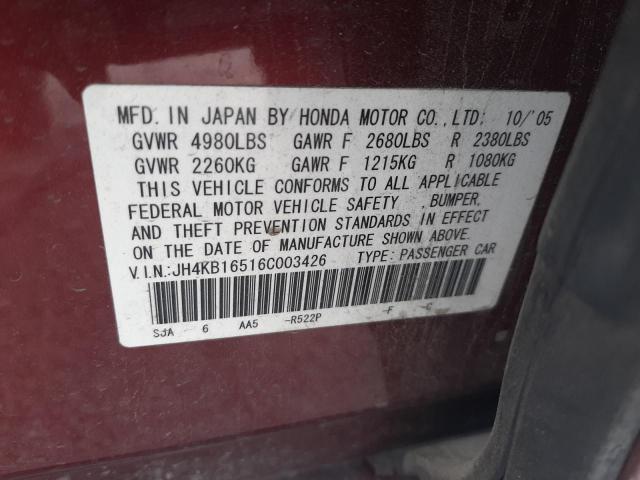 MFD. IN JAPAN BY HONDA MOTOR CO.,LTD: 10/'05
GVWR 4980LBS GAWR F 2680LBS R 2380LBS
GVWR 2260KG GAWR F 1215KG R 1080KG
THIS VEHICLE CONFORMS TO ALL APPLICABLE
FEDERAL MOTOR VEHICLE SAFETY ,BUMPER,
AND THEFT PREVENTION STANDARDS IN EFFECT
ON THE DATE OF MANUFACTURE SHOWN ABOVE.
V.I.N.:JH4KB16516C003426 TYPE: PASSENGER CAR
SJA 6 AA5 -R522P -F C